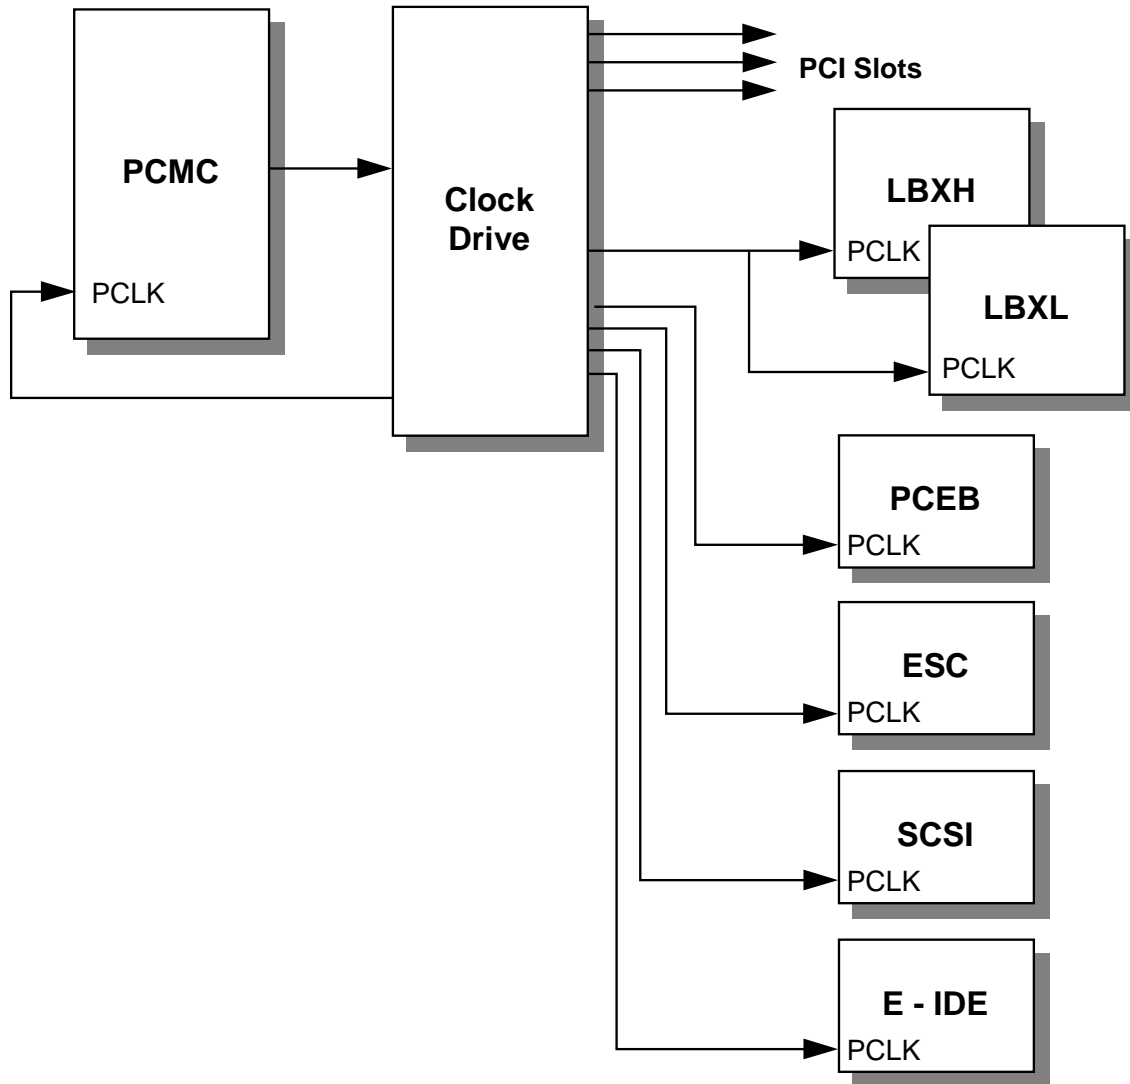 PCI Slots
PCMC
PCLK
Clock
Drive
LBXH
PCLK
LBXL
PCLK
PCEB
PCLK
ESC
PCLK
SCSI
PCLK
E - IDE
PCLK